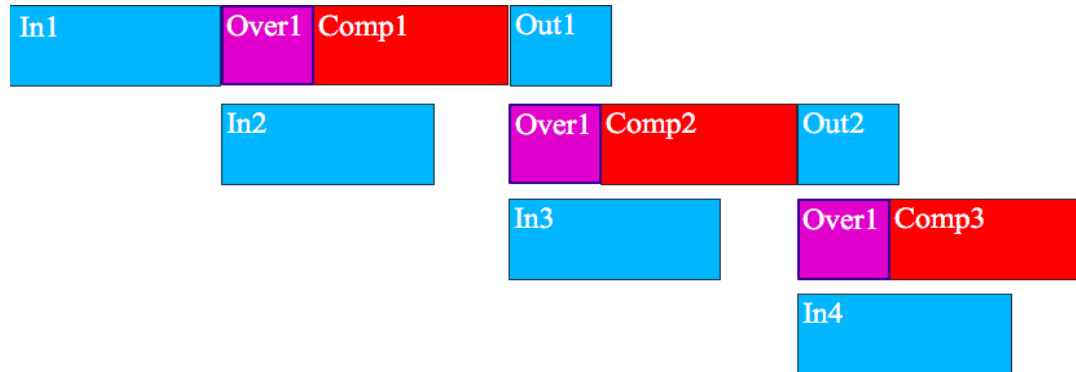 In1 Over1 Comp1 Out1
In2 Over1 Comp2 Out2
In3 Over1 Comp3
In4